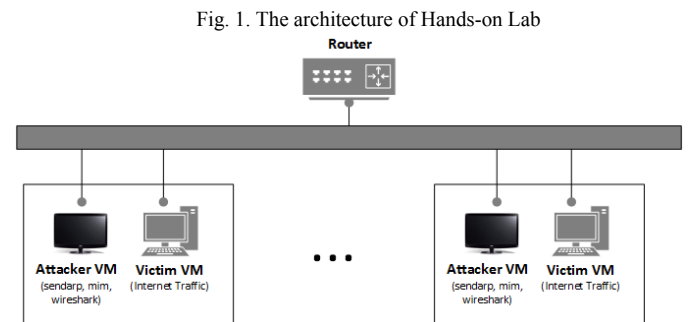 Fig. 1. The architecture of Hands-on Lab
Router
Attacker VM
(sendarp, mim,
wireshark)
Victim VM
(Internet Traffic)
...
Attacker VM
(sendarp, mim,
wireshark)
Victim VM
(Internet Traffic)